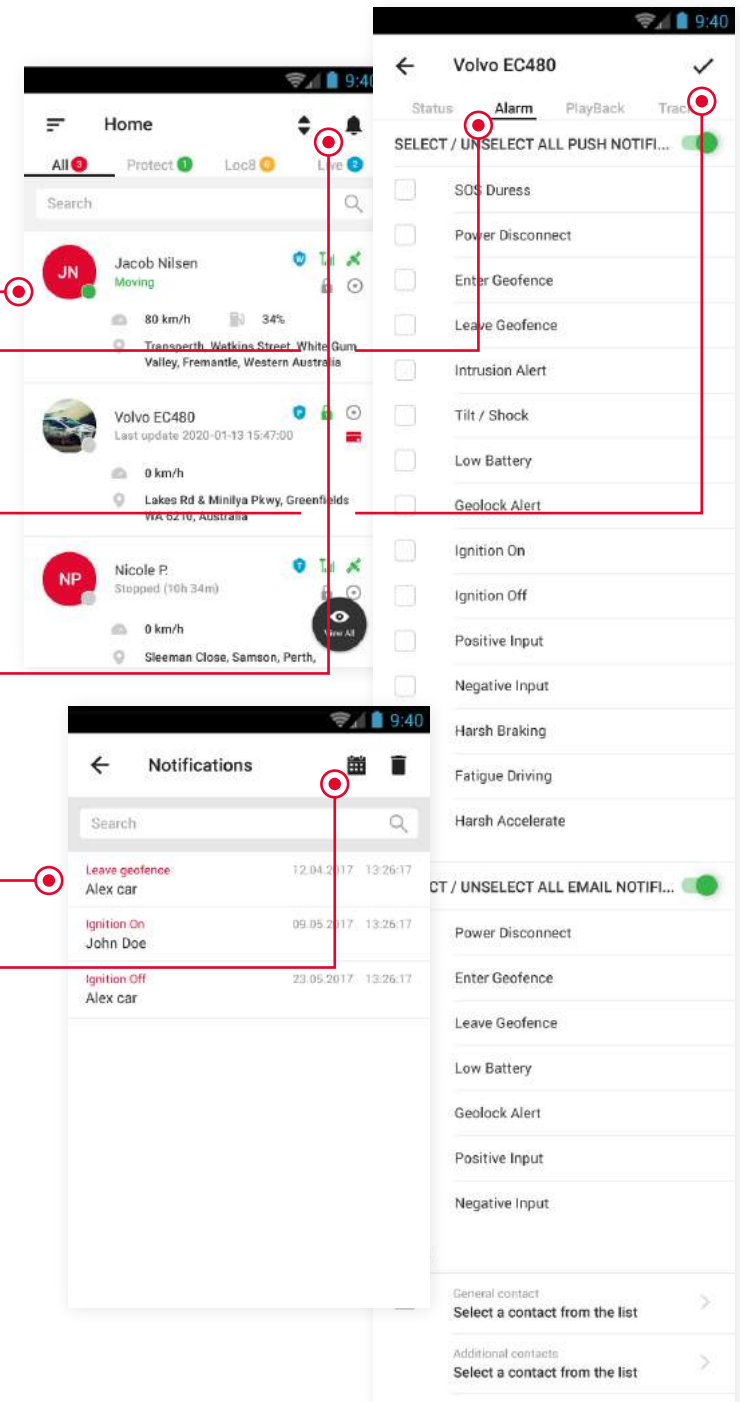 9:40
Home
All 3
Protect 1
Loc8 6
Live 2
Search
JN
Jacob Nilsen
Moving
80 km/h
34%
Transperth, Watkins Street, White Gum
Valley, Fremantle, Western Australia
Volvo EC480
Last update 2020-01-13 15:47:00
0 km/h
Lakes Rd & Minilya Pkwy, Greenfields
WA 6210, Australia
NP
Nicole P.
Stopped (10h 34m)
0 km/h
View All
Sleeman Close, Samson, Perth,
9:40
Notifications
Search
Leave geofence
12.04.2017 13:26:17
Alex car
Ignition On
09.05.2017 13:26:17
John Doe
Ignition Off
23.05.2017 13:26:17
Alex car
9:40
Volvo EC480
Status
Alarm
PlayBack
Track
SELECT / UNSELECT ALL PUSH NOTIFI...
SOS Duress
Power Disconnect
Enter Geofence
Leave Geofence
Intrusion Alert
Tilt / Shock
Low Battery
Geolock Alert
Ignition On
Ignition Off
Positive Input
Negative Input
Harsh Braking
Fatigue Driving
Harsh Accelerate
CT / UNSELECT ALL EMAIL NOTIFI...
Power Disconnect
Enter Geofence
Leave Geofence
Low Battery
Geolock Alert
Positive Input
Negative Input
General contact
Select a contact from the list
Additional contacts
Select a contact from the list